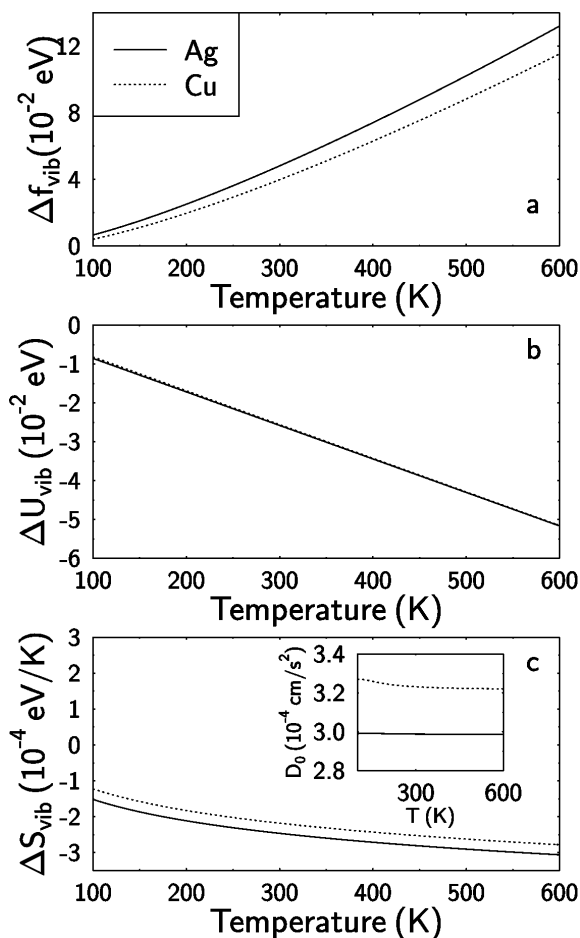 Δf_vib(10^-2 eV)
12
8
4
0
Ag
Cu
a
100 200 300 400 500 600
Temperature (K)
ΔU_vib (10^-2 eV)
0
-1
-2
-3
-4
-5
-6
b
100 200 300 400 500 600
Temperature (K)
ΔS_vib (10^-4 eV/K)
3
2
1
0
-1
-2
-3
c
D_0 (10^-4 cm/s^2)
3.4
3.2
3.0
2.8
300 600
T (K)
100 200 300 400 500 600
Temperature (K)